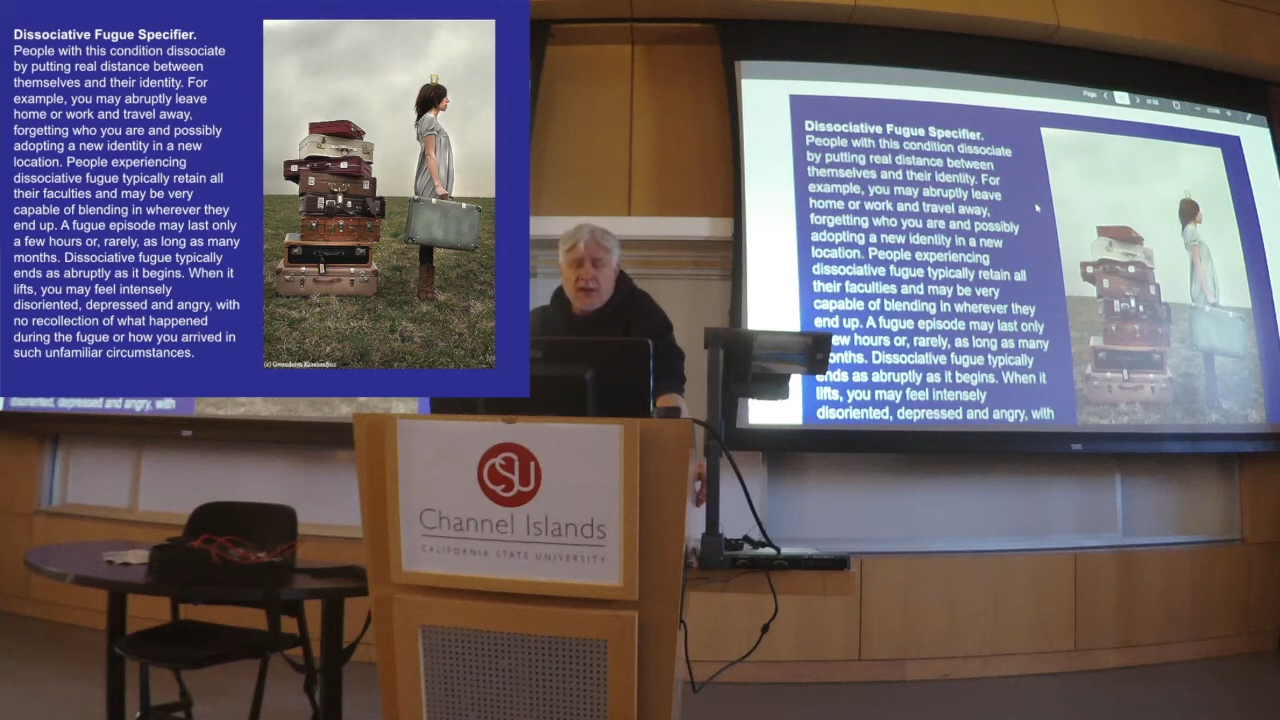 Dissociative Fugue Specifier.
People with this condition dissociate
by putting real distance between
themselves and their identity. For
example, you may abruptly leave
home or work and travel away,
forgetting who you are and possibly
adopting a new identity in a new
location. People experiencing
dissociative fugue typically retain all
their faculties and may be very
capable of blending in wherever they
end up. A fugue episode may last only
a few hours or, rarely, as long as many
months. Dissociative fugue typically
ends as abruptly as it begins. When it
lifts, you may feel intensely
disoriented, depressed and angry, with
no recollection of what happened
during the fugue or how you arrived in
such unfamiliar circumstances.
disoriented, depressed and angry, with
Page
Dissociative Fugue Specifier.
People with this condition dissociate
by putting real distance between
themselves and their identity. For
example, you may abruptly leave
home or work and travel away,
forgetting who you are and possibly
adopting a new identity in a new
location. People experiencing
dissociative fugue typically retain all
their faculties and may be very
capable of blending in wherever they
end up. A fugue episode may last only
few hours or, rarely, as long as many
onths. Dissociative fugue typically
ends as abruptly as it begins. When it
lifts, you may feel intensely
disoriented, depressed and angry, with
CSU
Channel Islands
CALIFORNIA STATE UNIVERSITY